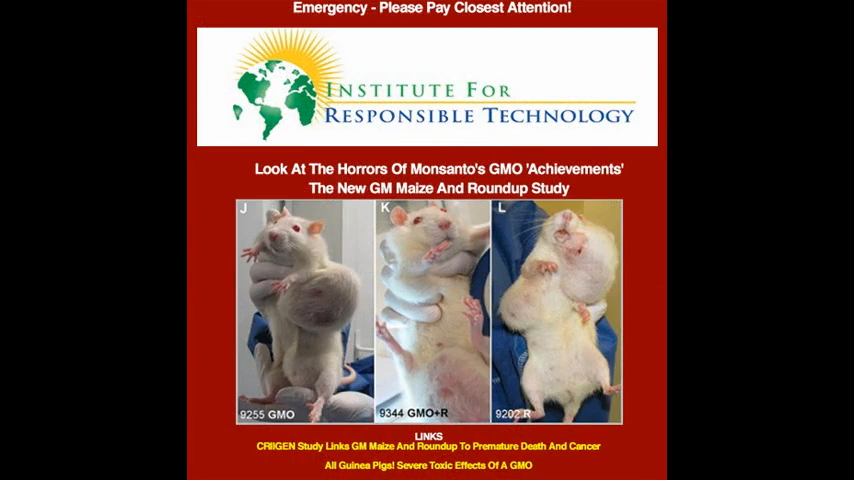 Emergency - Please Pay Closest Attention!
INSTITUTE FOR
RESPONSIBLE TECHNOLOGY
Look At The Horrors Of Monsanto's GMO 'Achievements'
The New GM Maize And Roundup Study
J K L
9255 GMO 9344 GMO+R 9202 R
LINKS
CRIIGEN Study Links GM Maize And Roundup To Premature Death And Cancer
All Guinea Pigs! Severe Toxic Effects Of A GMO